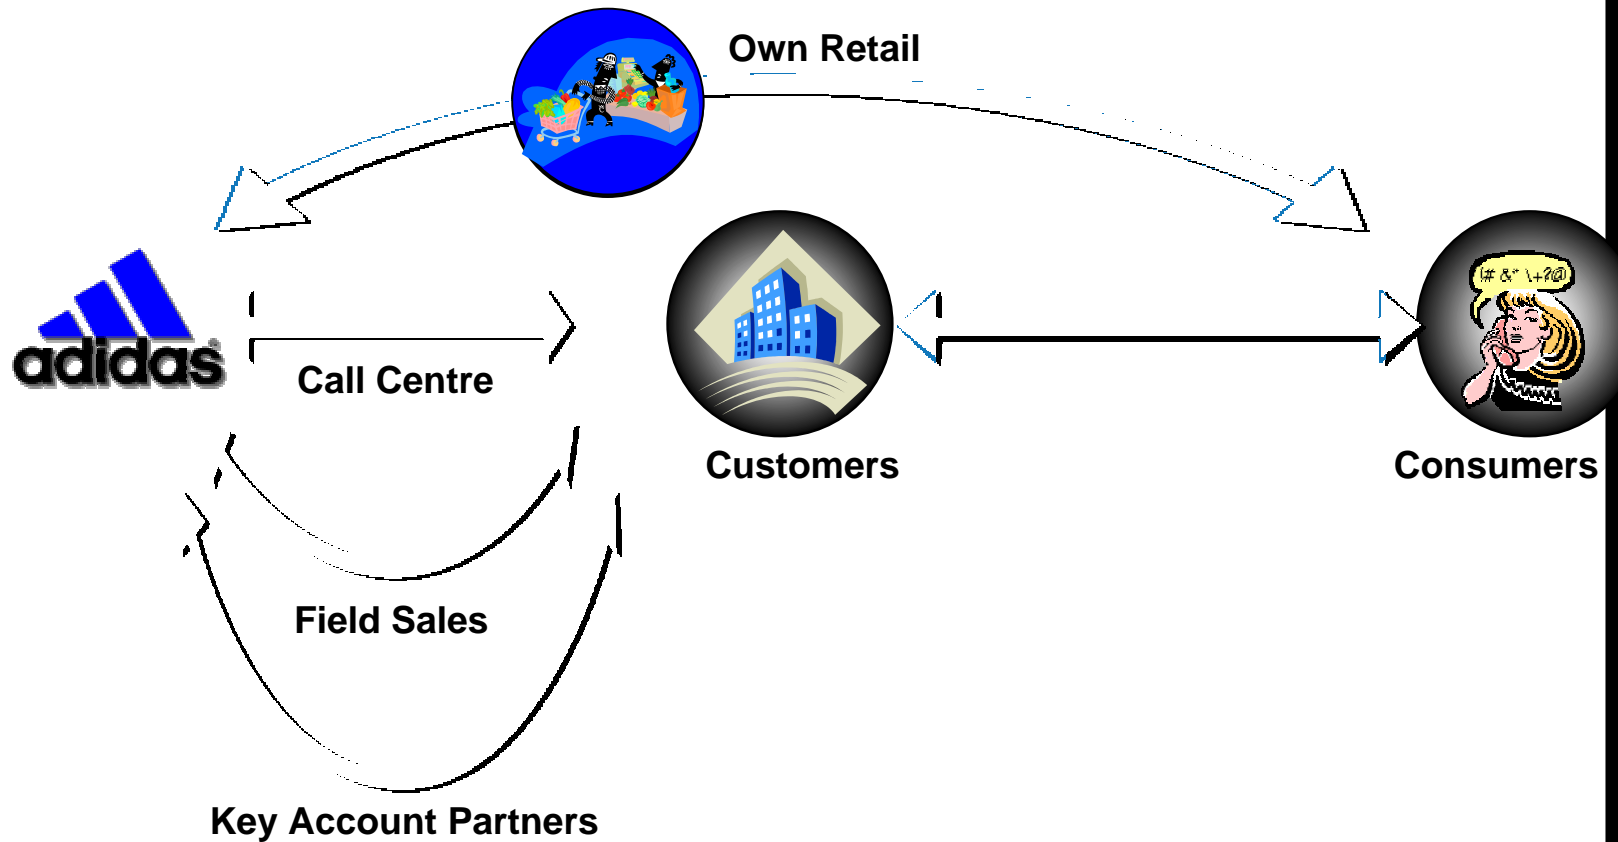 Own Retail
adidas
!# &* \+?@
Call Centre
Customers
Consumers
Field Sales
Key Account Partners